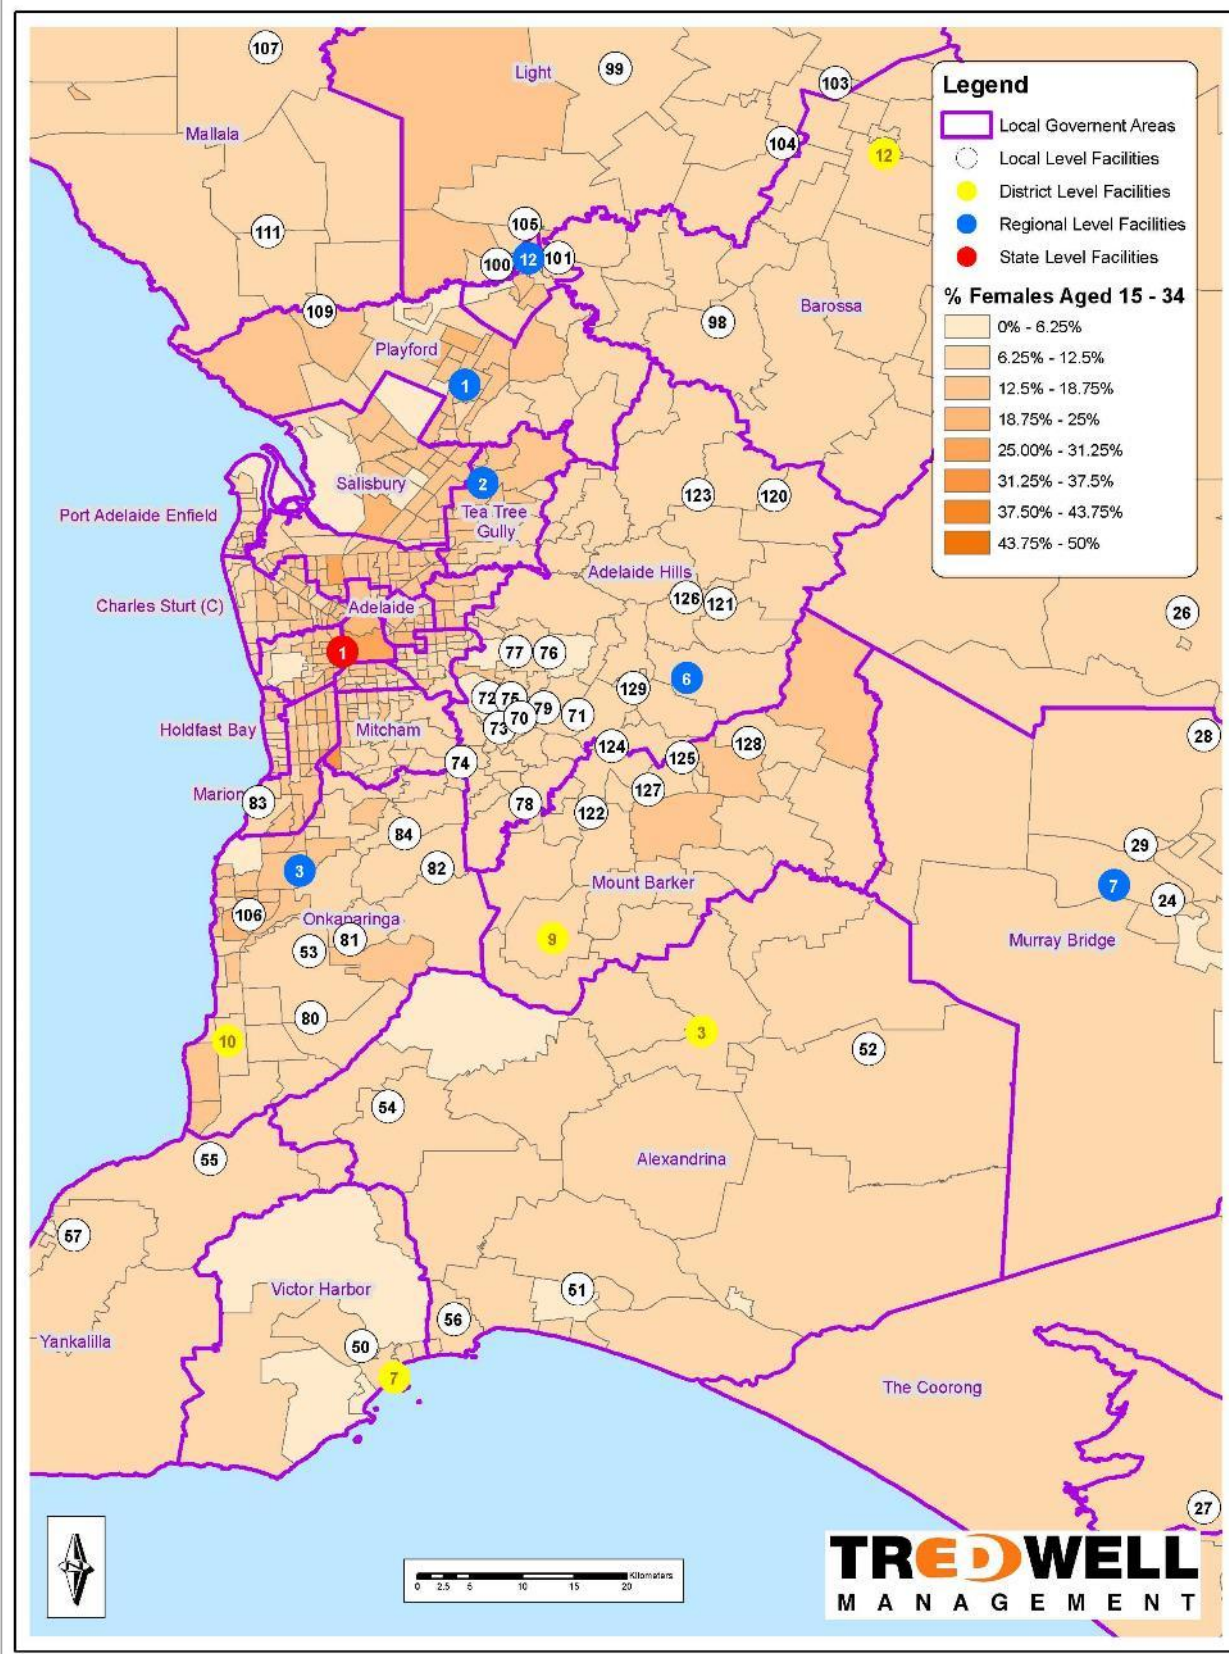 107
Light
99
103
Legend
Mallala
Local Governent Areas
104
12
Local Level Facilities
District Level Facilities
111
105
Regional Level Facilities
100
12
101
State Level Facilities
% Females Aged 15 - 34
109
98
Barossa
0% - 6.25%
Playford
6.25% - 12.5%
1
12.5% - 18.75%
18.75% - 25%
25.00% - 31.25%
Salisbury
2
31.25% - 37.5%
123
120
37.50% - 43.75%
Port Adelaide Enfield
Tea Tree
Gully
43.75% - 50%
Adelaide Hills
Charles Sturt (C)
Adelaide
126
121
26
1
77
76
6
129
72
75
79
71
70
73
Holdfast Bay
Mitcham
28
124
128
74
125
Marion
83
127
78
122
84
29
3
82
Mount Barker
7
24
106
Onkaparinga
81
53
9
Murray Bridge
80
10
3
52
54
55
Alexandrina
57
Victor Harbor
51
56
Yankalilla
50
7
The Coorong
27
TREDWELL
MANAGEMENT
Kilometers
0 2.5 5 10 15 20